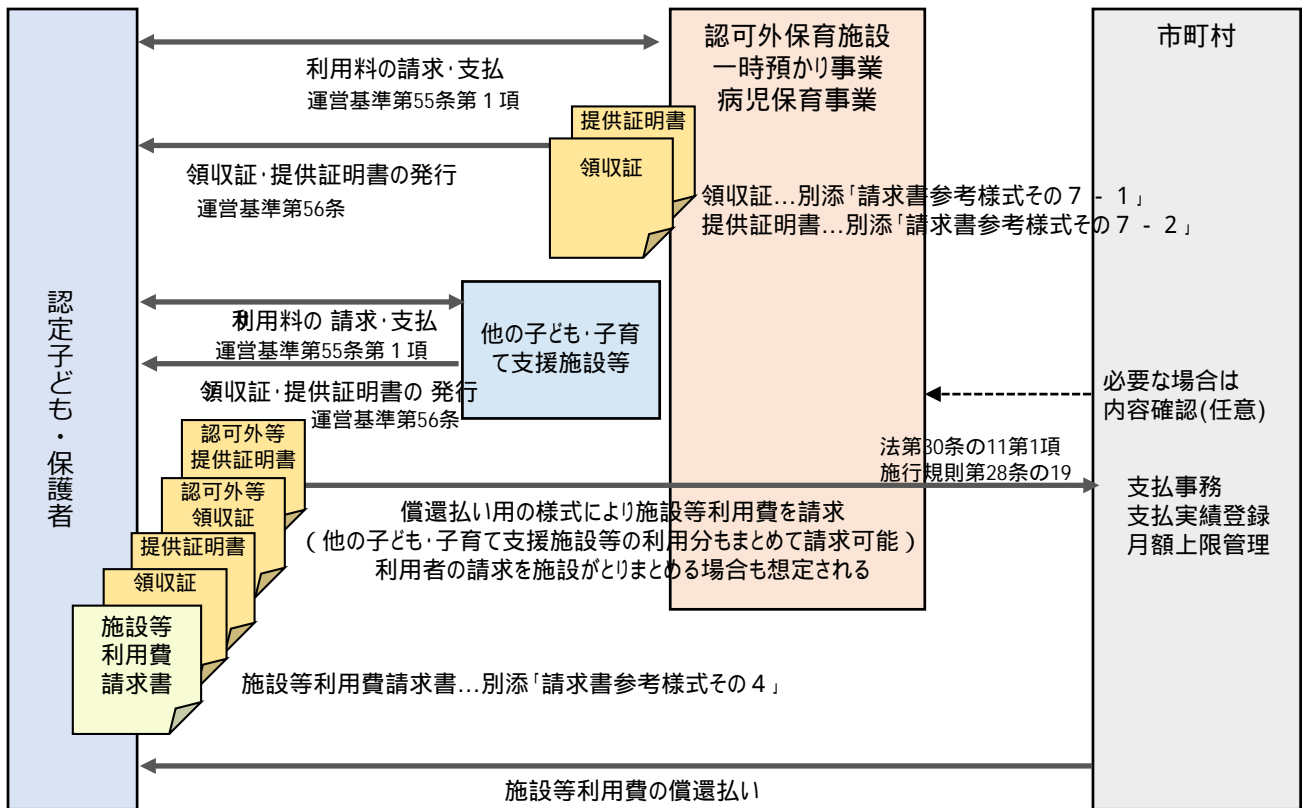 認可外保育施設
一時預かり事業
病児保育事業
市町村
利用料の請求・支払
運営基準第55条第１項
提供証明書
領収証
領収証・提供証明書の発行
運営基準第56条
領収証…別添「請求書参考様式その７‐１」
提供証明書…別添「請求書参考様式その７‐２」
認定子ども・保護者
利用料の 請求・支払
運営基準第55条第１項
他の子ども・子育
て支援施設等
領収証・提供証明書の 発行
運営基準第56条
必要な場合は
内容確認(任意)
認可外等
提供証明書
認可外等
領収証
提供証明書
領収証
施設等
利用費
請求書
法第30条の11第1項
施行規則第28条の19
償還払い用の様式により施設等利用費を請求
（他の子ども・子育て支援施設等の利用分もまとめて請求可能）
利用者の請求を施設がとりまとめる場合も想定される
支払事務
支払実績登録
月額上限管理
施設等利用費請求書…別添「請求書参考様式その４」
施設等利用費の償還払い